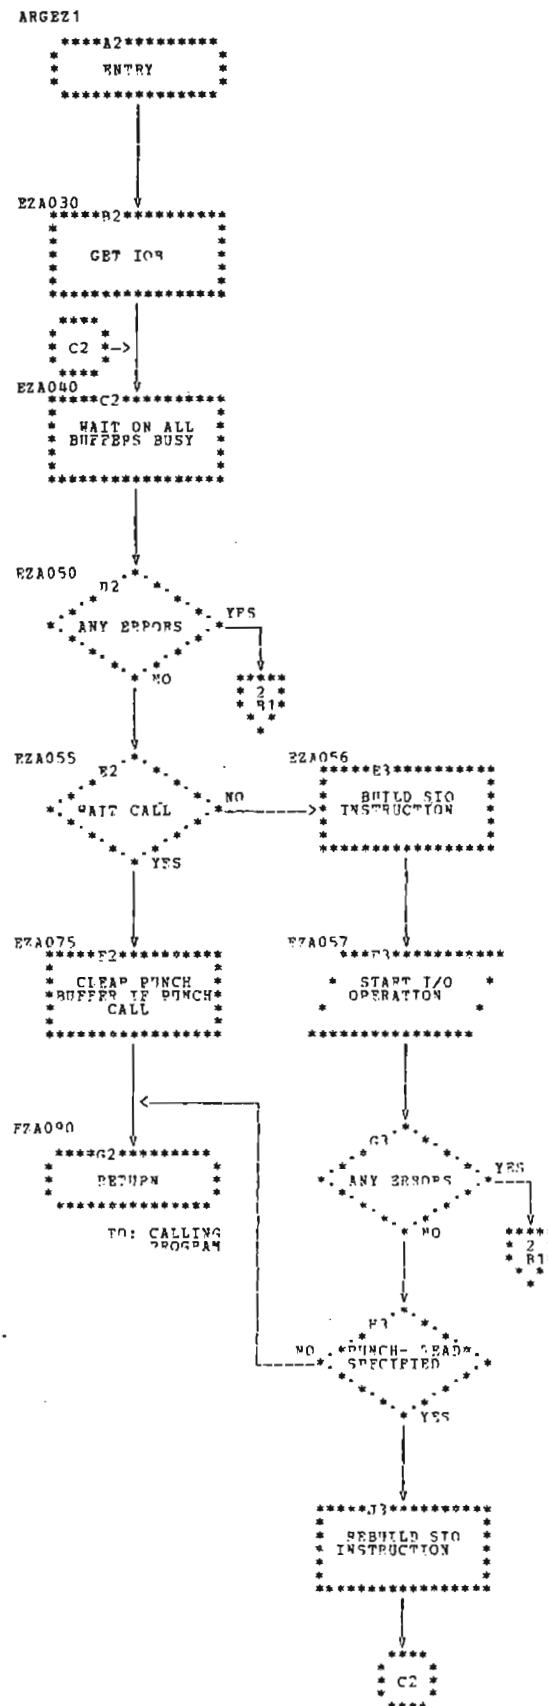 ARGEZ1
A2
ENTRY
EZA030
B2
GET IOB
C2
EZA040
C2
WAIT ON ALL
BUFFERS BUSY
EZA050
D2
ANY ERRORS
YES
NO
2
B1
EZA055
E2
WAIT CALL
NO
YES
EZA056
E3
BUILD SIO
INSTRUCTION
EZA075
F2
CLEAR PUNCH
BUFFER IF PUNCH
CALL
EZA057
F3
START I/O
OPERATION
EZA090
G2
RETURN
TO: CALLING
PROGRAM
G3
ANY ERRORS
YES
NO
2
B1
H3
NO
PUNCH- READ
SPECIFIED
YES
J3
REBUILD SIO
INSTRUCTION
C2